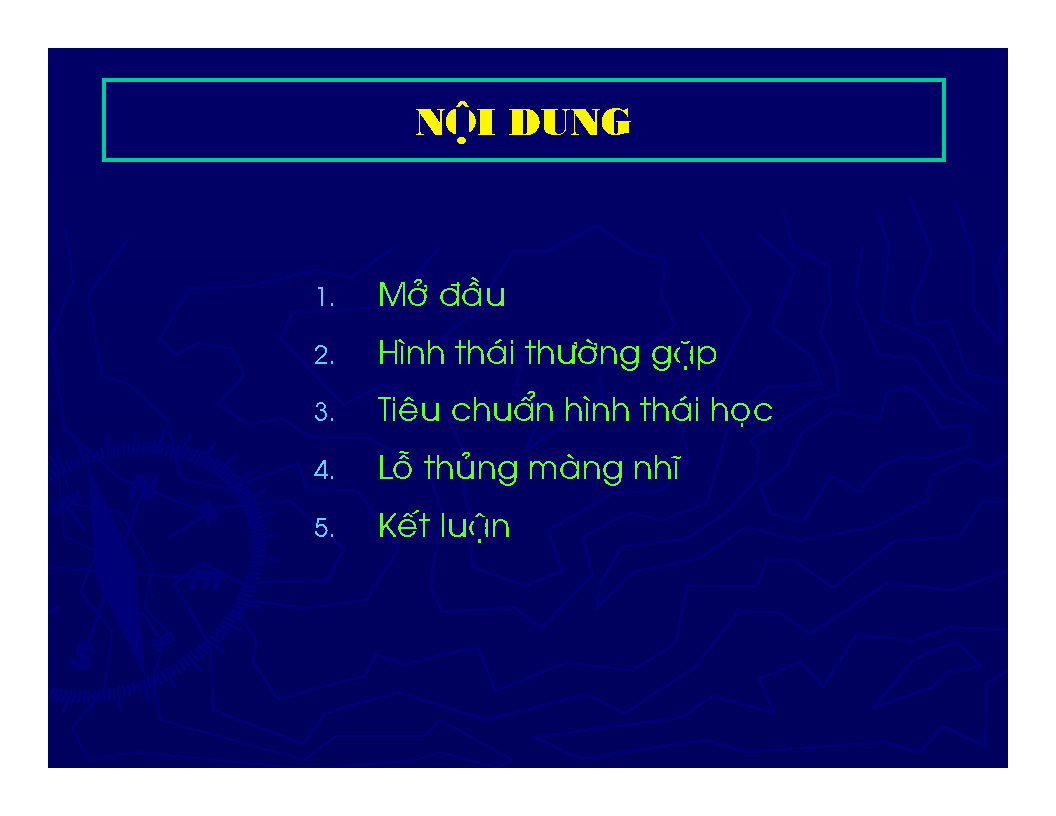 NỘI DUNG
1. Mở đầu
2. Hình thái thường gặp
3. Tiêu chuẩn hình thái học
4. Lỗ thủng màng nhĩ
5. Kết luận